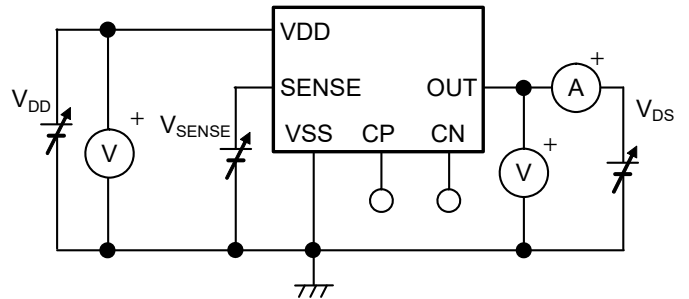 VDD
+
A
V_DD
+
SENSE
OUT
V_DS
V_SENSE
+
V
VSS
CP
CN
V